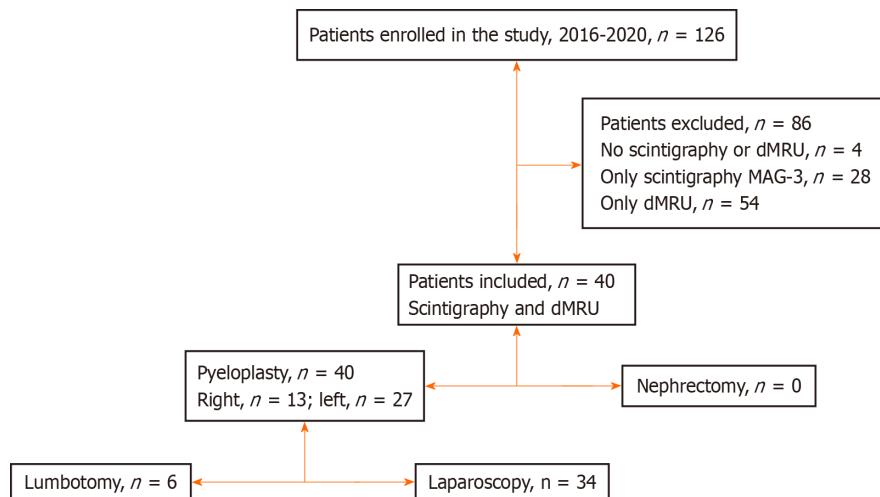 Patients enrolled in the study, 2016-2020, n = 126
Patients excluded, n = 86
No scintigraphy or dMRU, n = 4
Only scintigraphy MAG-3, n = 28
Only dMRU, n = 54
Patients included, n = 40
Scintigraphy and dMRU
Pyeloplasty, n = 40
Right, n = 13; left, n = 27
Nephrectomy, n = 0
Lumbotomy, n = 6
Laparoscopy, n = 34